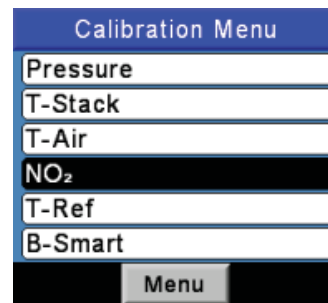 Calibration Menu
Pressure
T-Stack
T-Air
NO₂
T-Ref
B-Smart
Menu